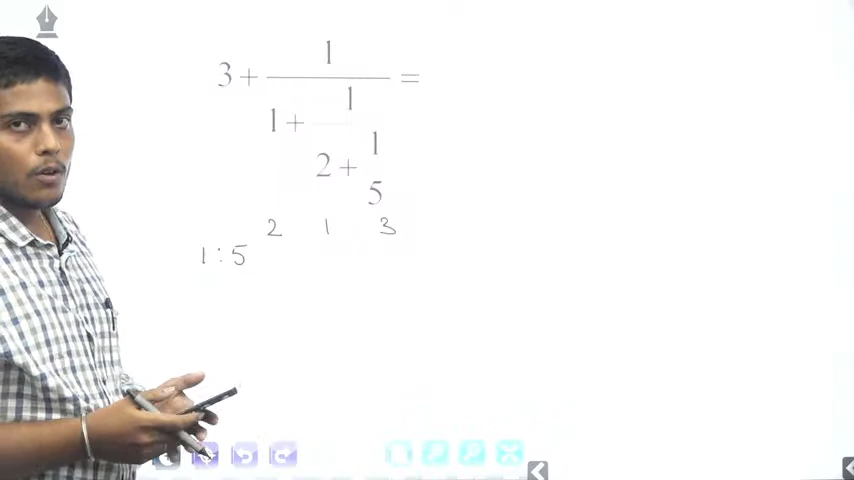 3 + 1 =
1 + 1
2 + 1
5
2 1 3
1 : 5